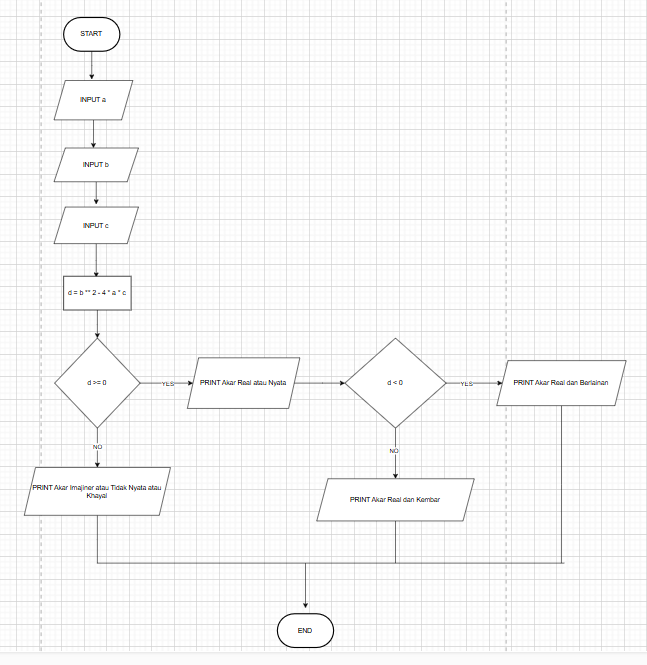 START
INPUT a
INPUT b
INPUT c
d = b ** 2 - 4 * a * c
d >= 0
YES
PRINT Akar Real atau Nyata
d < 0
YES
PRINT Akar Real dan Berlainan
NO
NO
PRINT Akar Imajiner atau Tidak Nyata atau
Khayal
PRINT Akar Real dan Kembar
END